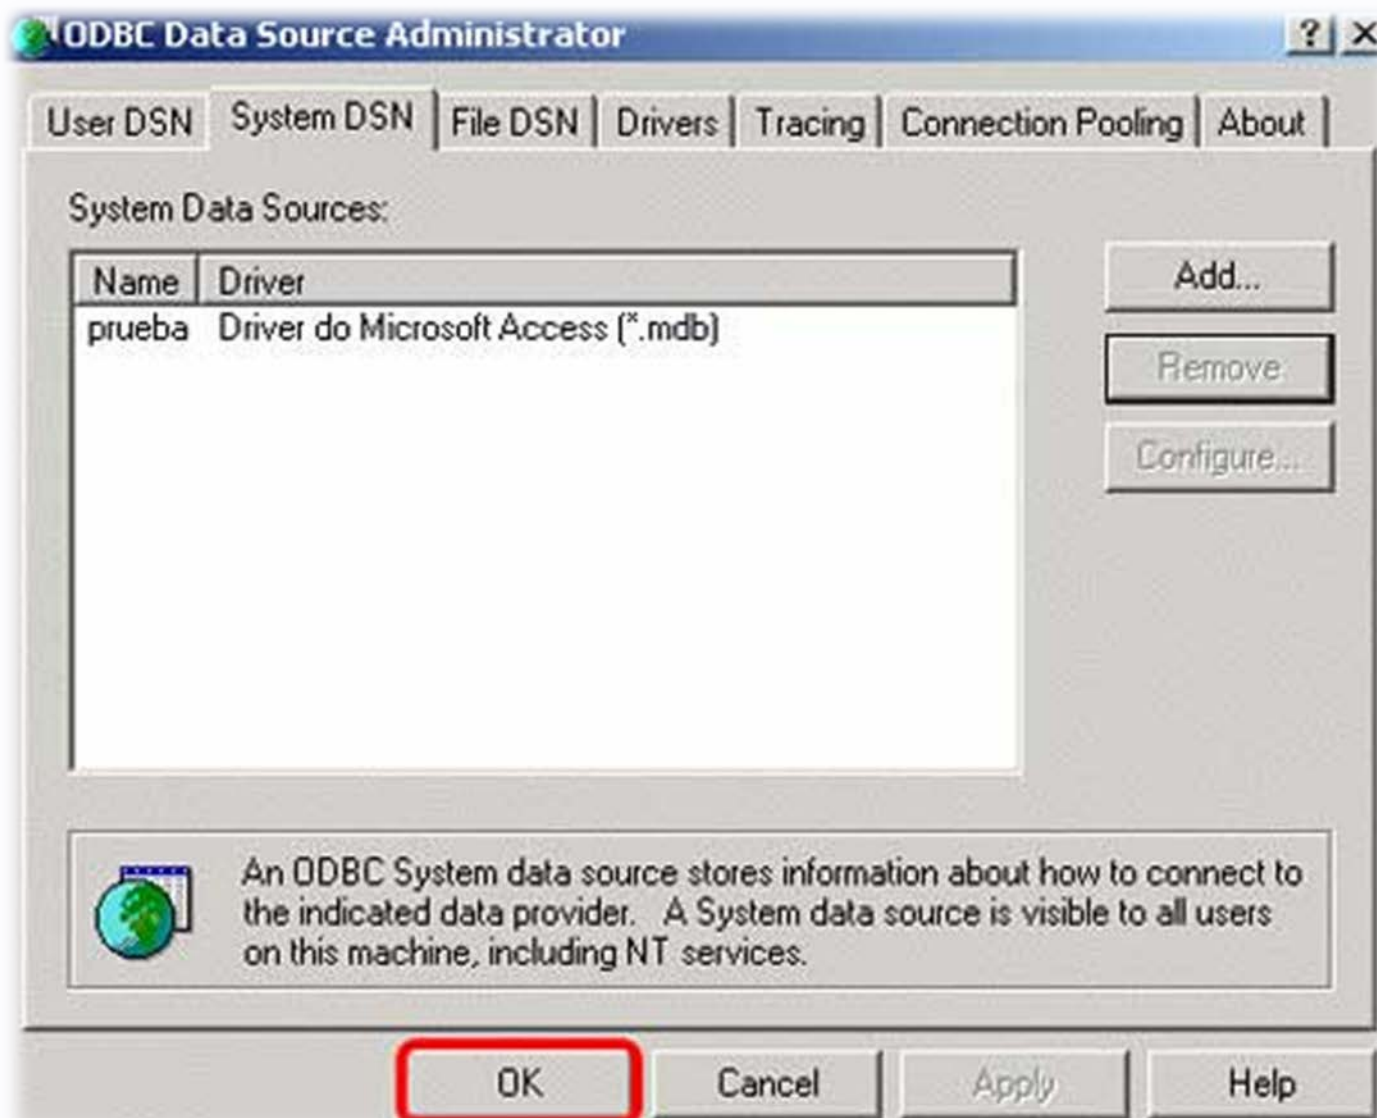 ODBC Data Source Administrator
User DSN System DSN File DSN Drivers Tracing Connection Pooling About
System Data Sources:
Name Driver
prueba Driver do Microsoft Access (*.mdb)
Add...
Remove
Configure...
An ODBC System data source stores information about how to connect to
the indicated data provider. A System data source is visible to all users
on this machine, including NT services.
OK Cancel Apply Help